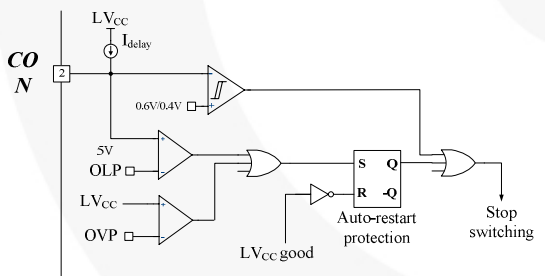 LVCC
Idelay
CO
N
2
-
+
0.6V/0.4V
5V
+
OLP
-
LVCC
+
OVP
-
S
Q
R
-Q
Auto-restart
protection
LVCC good
Stop
switching